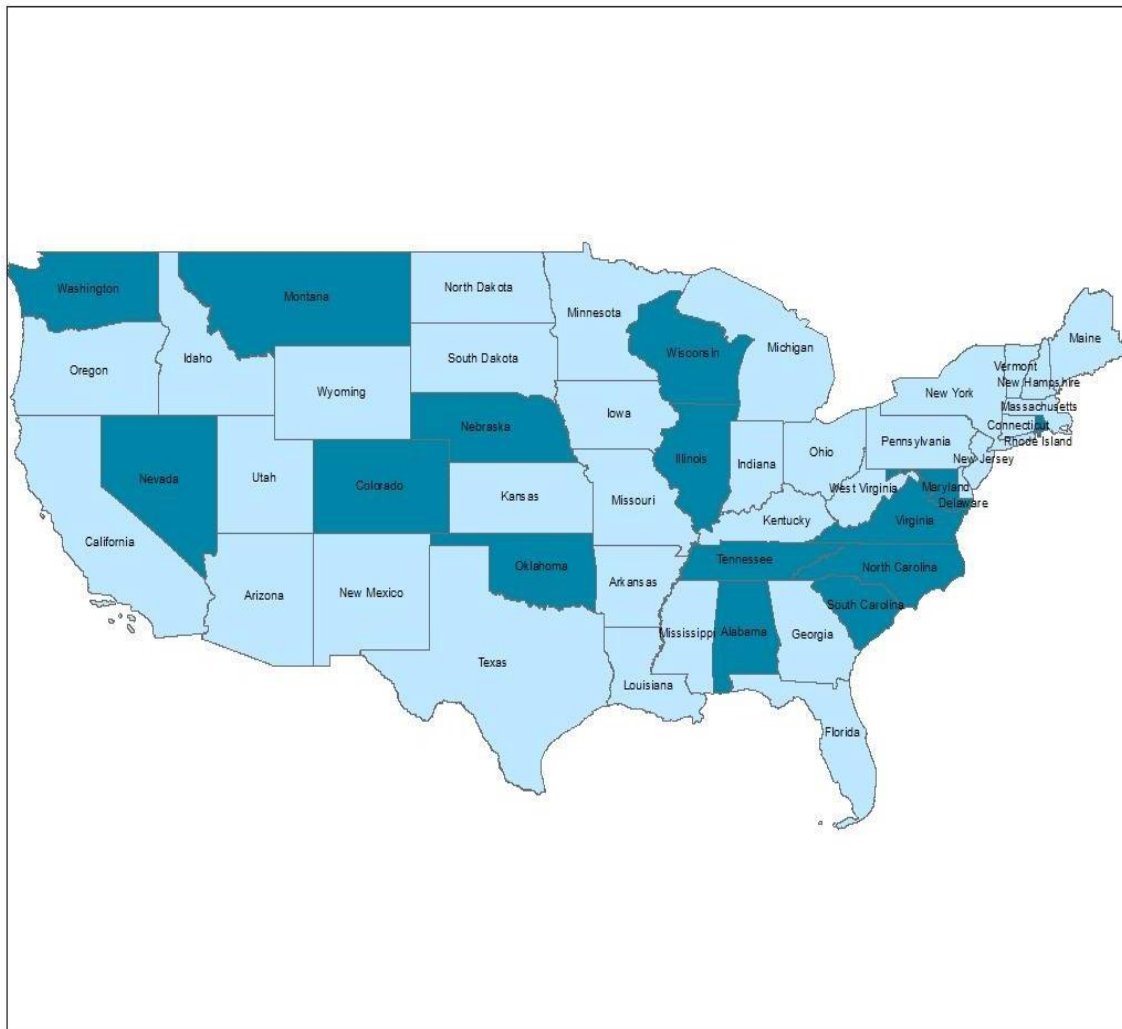 Washington
Montana
North Dakota
Minnesota
Maine
Idaho
Oregon
South Dakota
Wisconsin
Michigan
Vermont
New Hampshire
Wyoming
New York
Massachusetts
Iowa
Nebraska
Connecticut
Rhode Island
Pennsylvania
Ohio
New Jersey
Illinois
Indiana
Nevada
Utah
Colorado
Kansas
Missouri
West Virginia
Maryland
Delaware
Kentucky
Virginia
California
Tennessee
Oklahoma
North Carolina
Arkansas
Arizona
New Mexico
South Carolina
Mississippi
Alabama
Georgia
Texas
Louisiana
Florida